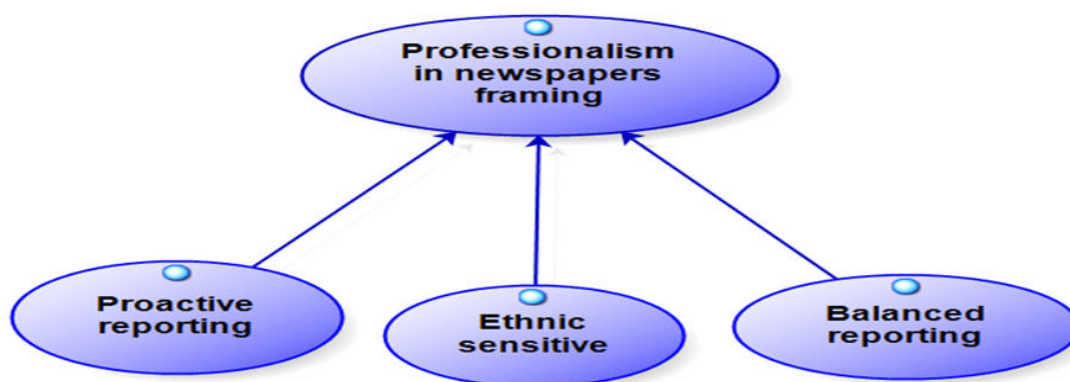 Professionalism
in newspapers
framing
Proactive
reporting
Ethnic
sensitive
Balanced
reporting